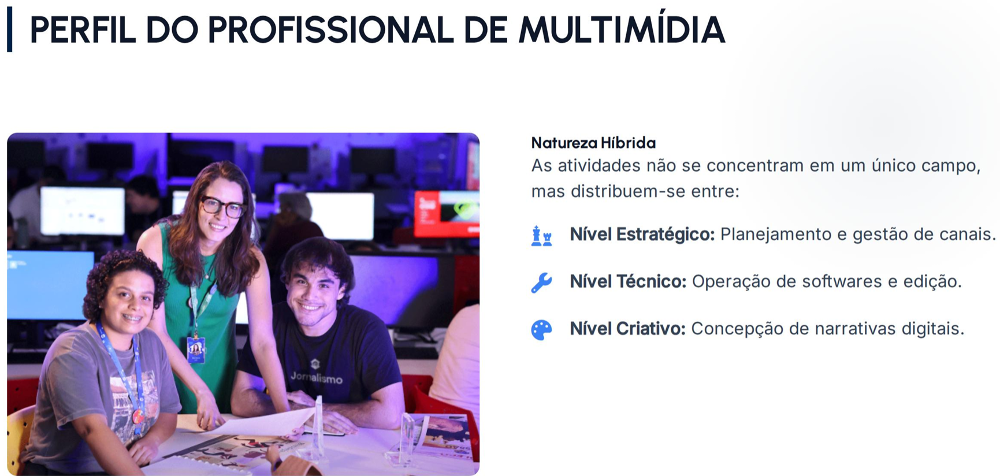 PERFIL DO PROFISSIONAL DE MULTIMÍDIA
Natureza Híbrida
As atividades não se concentram em um único campo,
mas distribuem-se entre:
Nível Estratégico: Planejamento e gestão de canais.
Nível Técnico: Operação de softwares e edição.
Nível Criativo: Concepção de narrativas digitais.
Jornalismo